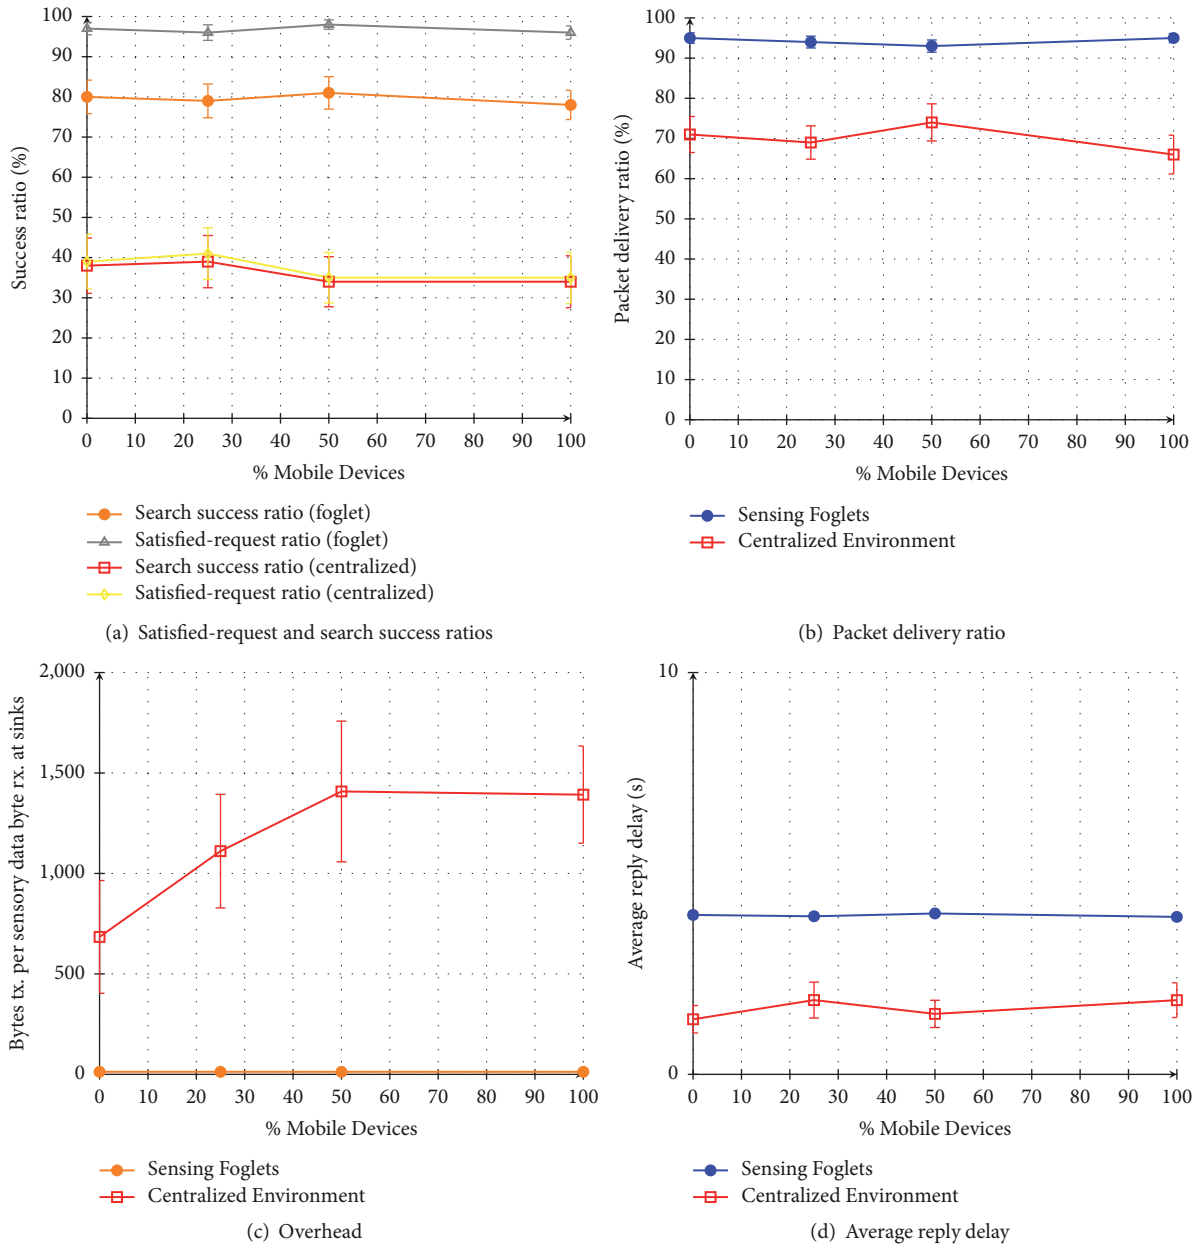 100
90
80
70
60
50
40
30
20
10
0
Success ratio (%)
0 10 20 30 40 50 60 70 80 90 100
% Mobile Devices
Search success ratio (foglet)
Satisfied-request ratio (foglet)
Search success ratio (centralized)
Satisfied-request ratio (centralized)
(a) Satisfied-request and search success ratios
100
90
80
70
60
50
40
30
20
10
0
Packet delivery ratio (%)
0 10 20 30 40 50 60 70 80 90 100
% Mobile Devices
Sensing Foglets
Centralized Environment
(b) Packet delivery ratio
2,000
1,500
1,000
500
0
Bytes tx. per sensory data byte rx. at sinks
0 10 20 30 40 50 60 70 80 90 100
% Mobile Devices
Sensing Foglets
Centralized Environment
(c) Overhead
10
0
Average reply delay (s)
0 10 20 30 40 50 60 70 80 90 100
% Mobile Devices
Sensing Foglets
Centralized Environment
(d) Average reply delay